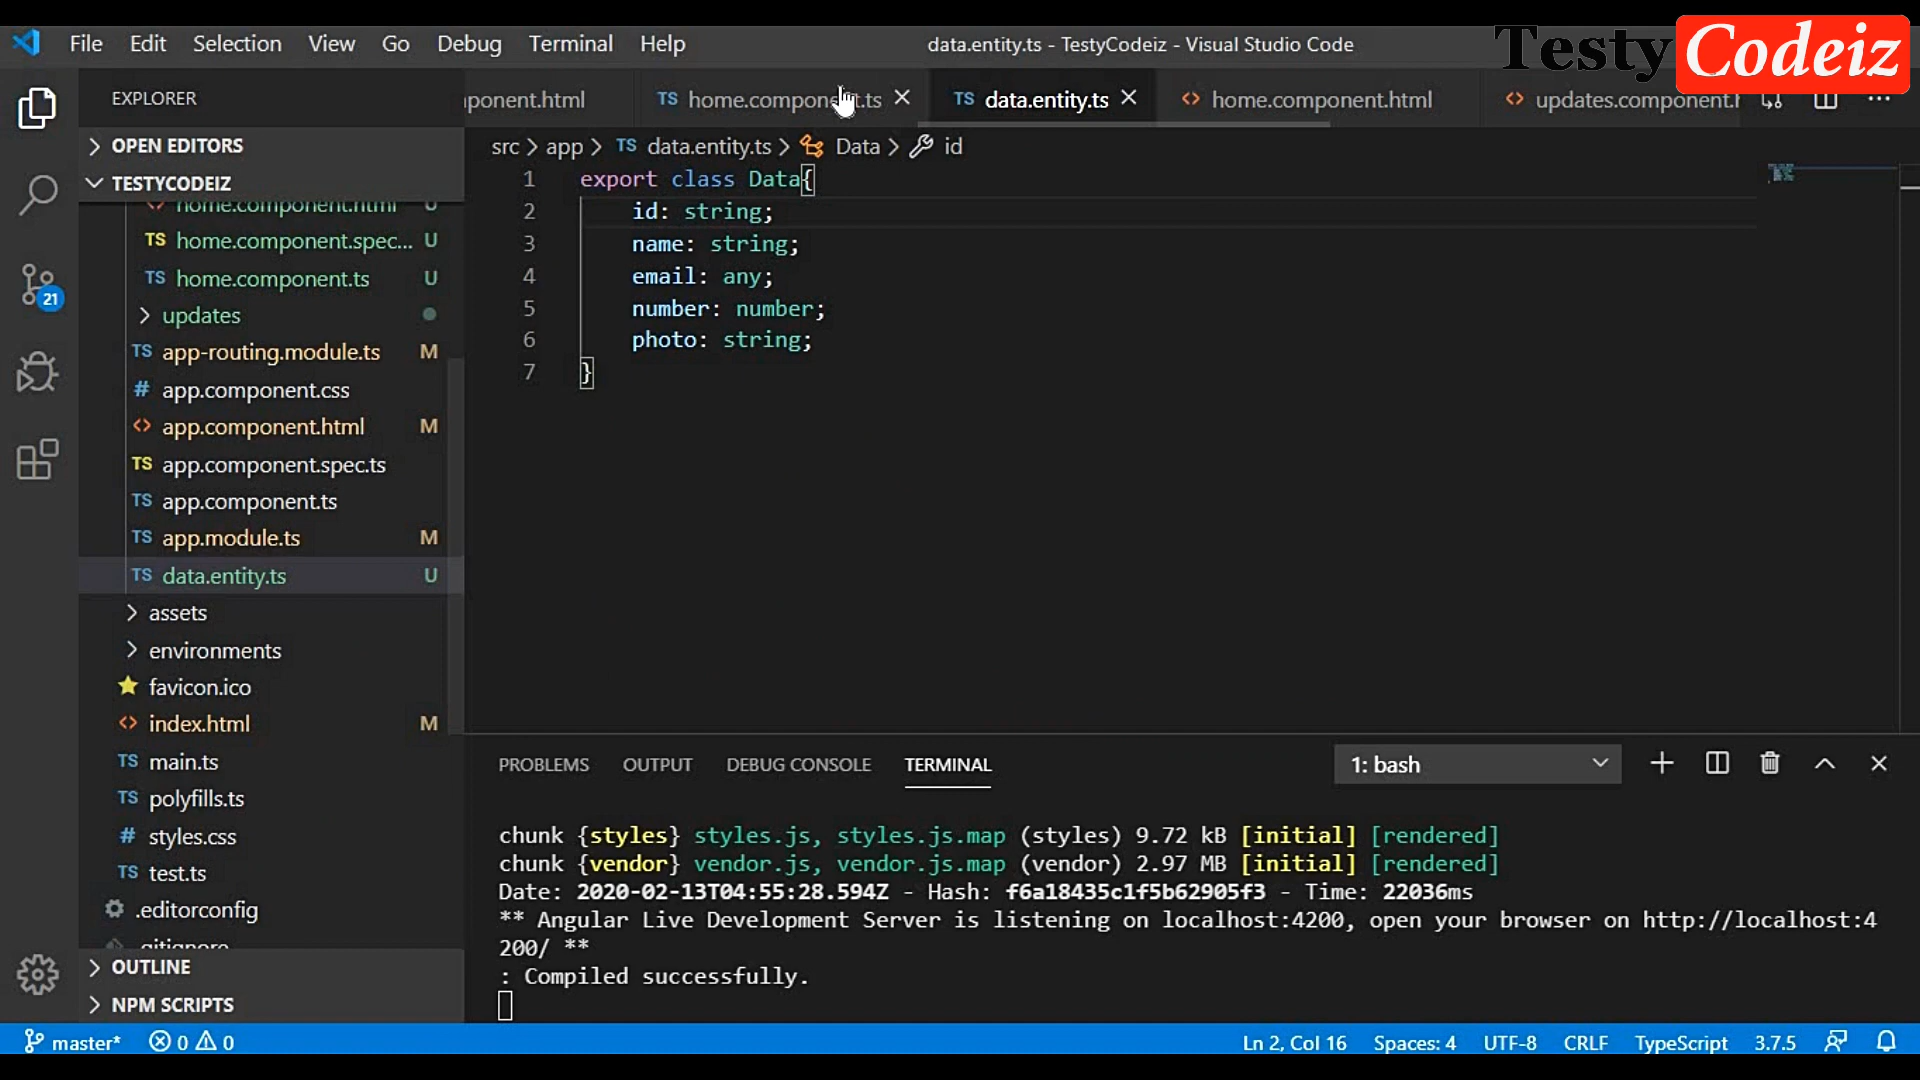 File Edit Selection View Go Debug Terminal Help
data.entity.ts - TestyCodeiz - Visual Studio Code
Testy Codeiz
EXPLORER
ponent.html
TS home.component.ts
TS data.entity.ts
home.component.html
updates.component.h
OPEN EDITORS
src > app > TS data.entity.ts > Data > id
TESTYCODEIZ
home.component.html U
TS home.component.spec... U
TS home.component.ts U
updates
TS app-routing.module.ts M
# app.component.css
app.component.html M
TS app.component.spec.ts
TS app.component.ts
TS app.module.ts M
TS data.entity.ts U
assets
environments
favicon.ico
index.html M
TS main.ts
TS polyfills.ts
# styles.css
TS test.ts
.editorconfig
.gitignore
OUTLINE
NPM SCRIPTS
21
1 export class Data{
2 id: string;
3 name: string;
4 email: any;
5 number: number;
6 photo: string;
7 }
PROBLEMS OUTPUT DEBUG CONSOLE TERMINAL
1: bash
chunk {styles} styles.js, styles.js.map (styles) 9.72 kB [initial] [rendered]
chunk {vendor} vendor.js, vendor.js.map (vendor) 2.97 MB [initial] [rendered]
Date: 2020-02-13T04:55:28.594Z - Hash: f6a18435c1f5b62905f3 - Time: 22036ms
** Angular Live Development Server is listening on localhost:4200, open your browser on http://localhost:4
200/ **
: Compiled successfully.
master* 0 0
Ln 2, Col 16 Spaces: 4 UTF-8 CRLF TypeScript 3.7.5